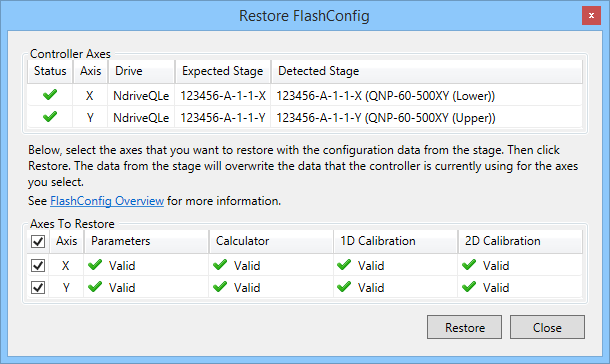 Restore FlashConfig
x
Controller Axes
Status Axis Drive Expected Stage Detected Stage
X NdriveQLe 123456-A-1-1-X 123456-A-1-1-X (QNP-60-500XY (Lower))
Y NdriveQLe 123456-A-1-1-Y 123456-A-1-1-Y (QNP-60-500XY (Upper))
Below, select the axes that you want to restore with the configuration data from the stage. Then click
Restore. The data from the stage will overwrite the data that the controller is currently using for the axes
you select.
See FlashConfig Overview for more information.
Axes To Restore
Axis Parameters Calculator 1D Calibration 2D Calibration
X Valid Valid Valid Valid
Y Valid Valid Valid Valid
Restore Close